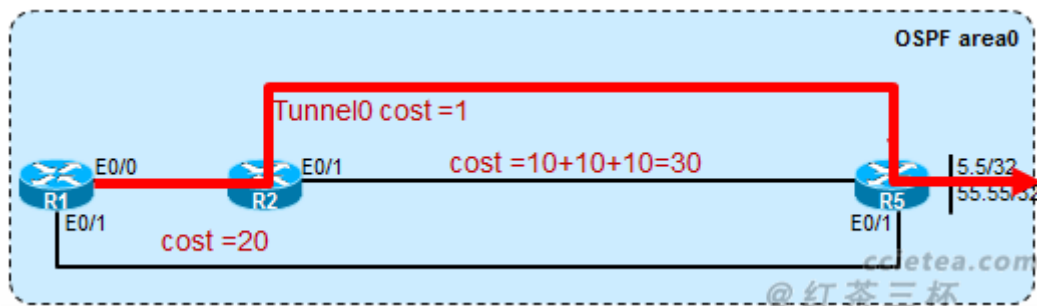 OSPF area0
Tunnel0 cost =1
E0/0
E0/1
cost =10+10+10=30
5.5/32
R1
R2
R5
55.55/32
E0/1
E0/1
cost =20
ccietea.com
@红茶三杯